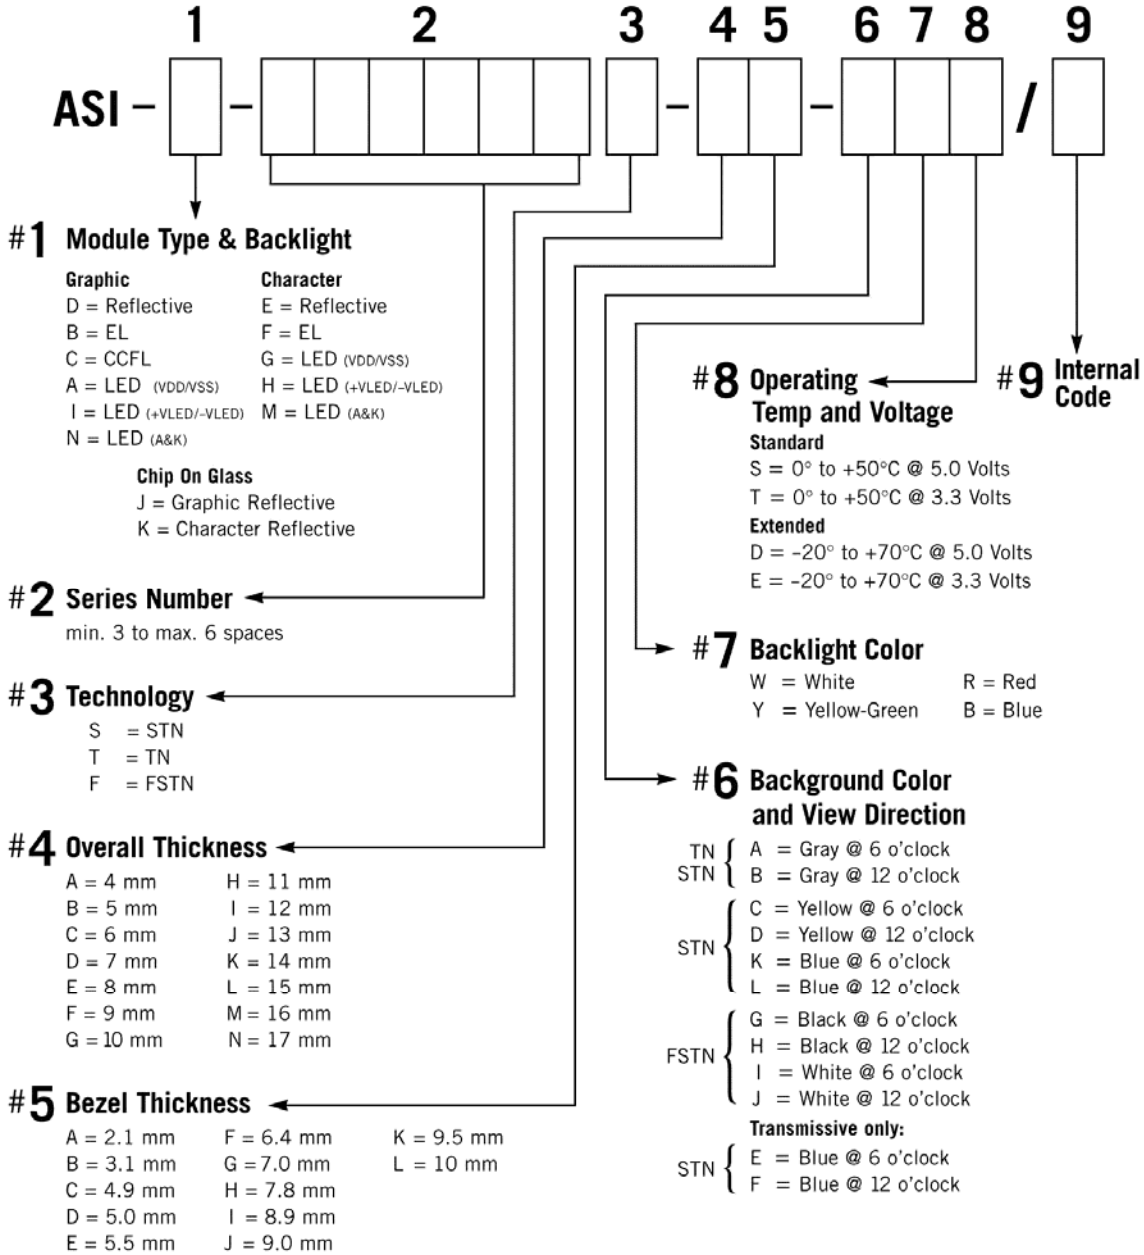 1 2 3 4 5 6 7 8 9
ASI – – – – /
#1 Module Type & Backlight
Graphic Character
D = Reflective E = Reflective
B = EL F = EL
C = CCFL G = LED (VDD/VSS)
A = LED (VDD/VSS) H = LED (+VLED/–VLED)
I = LED (+VLED/–VLED) M = LED (A&K)
N = LED (A&K)
Chip On Glass
J = Graphic Reflective
K = Character Reflective
#2 Series Number
min. 3 to max. 6 spaces
#3 Technology
S = STN
T = TN
F = FSTN
#4 Overall Thickness
A = 4 mm H = 11 mm
B = 5 mm I = 12 mm
C = 6 mm J = 13 mm
D = 7 mm K = 14 mm
E = 8 mm L = 15 mm
F = 9 mm M = 16 mm
G = 10 mm N = 17 mm
#5 Bezel Thickness
A = 2.1 mm F = 6.4 mm K = 9.5 mm
B = 3.1 mm G = 7.0 mm L = 10 mm
C = 4.9 mm H = 7.8 mm
D = 5.0 mm I = 8.9 mm
E = 5.5 mm J = 9.0 mm
#8 Operating
Temp and Voltage
Standard
S = 0° to +50°C @ 5.0 Volts
T = 0° to +50°C @ 3.3 Volts
Extended
D = –20° to +70°C @ 5.0 Volts
E = –20° to +70°C @ 3.3 Volts
#9 Internal
Code
#7 Backlight Color
W = White R = Red
Y = Yellow-Green B = Blue
#6 Background Color
and View Direction
TN A = Gray @ 6 o'clock
STN B = Gray @ 12 o'clock
C = Yellow @ 6 o'clock
D = Yellow @ 12 o'clock
STN K = Blue @ 6 o'clock
L = Blue @ 12 o'clock
G = Black @ 6 o'clock
H = Black @ 12 o'clock
FSTN I = White @ 6 o'clock
J = White @ 12 o'clock
Transmissive only:
STN E = Blue @ 6 o'clock
F = Blue @ 12 o'clock